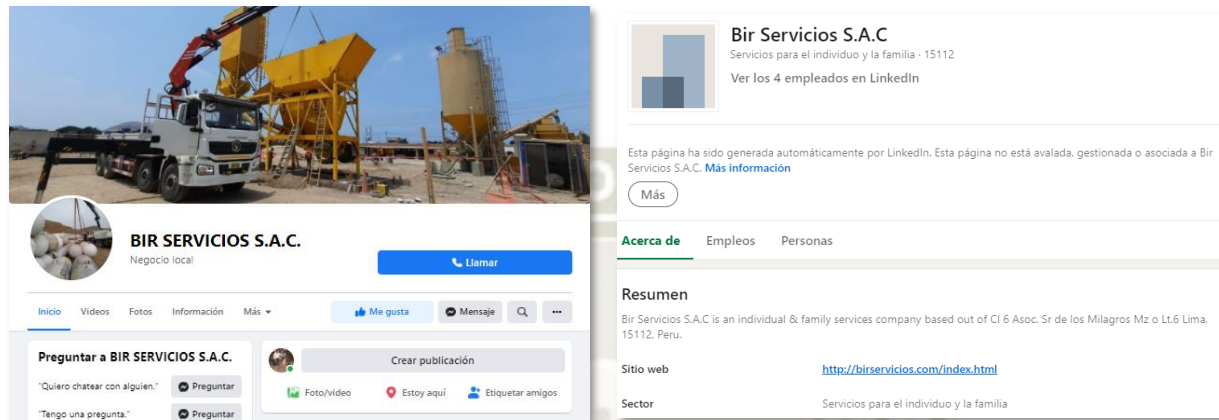 BIR SERVICIOS S.A.C.
Negocio local
Llamar
Inicio Videos Fotos Información Más
Me gusta Mensaje
Preguntar a BIR SERVICIOS S.A.C.
"Quiero chatear con alguien." Preguntar
"Tengo una pregunta." Preguntar
Crear publicación
Foto/video Estoy aquí Etiquetar amigos
Bir Servicios S.A.C
Servicios para el individuo y la familia · 15112
Ver los 4 empleados en LinkedIn
Esta página ha sido generada automáticamente por LinkedIn. Esta página no está avalada, gestionada o asociada a Bir
Servicios S.A.C. Más información
Más
Acerca de Empleos Personas
Resumen
Bir Servicios S.A.C is an individual & family services company based out of Cl 6 Asoc. Sr de los Milagros Mz o Lt.6 Lima,
15112, Peru.
Sitio web http://birservicios.com/index.html
Sector Servicios para el individuo y la familia